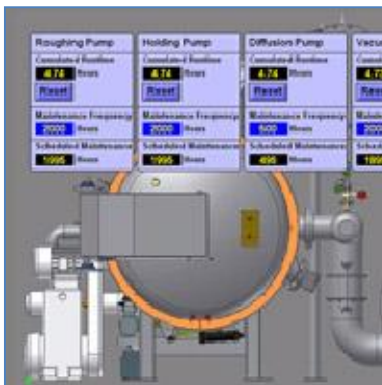 Roughing Pump
Cumulated Runtime
4.74 Hours
Reset
Maintenance Frequency
2000 Hours
Scheduled Maintenance
1995 Hours
Holding Pump
Cumulated Runtime
4.74 Hours
Reset
Maintenance Frequency
2000 Hours
Scheduled Maintenance
1995 Hours
Diffusion Pump
Cumulated Runtime
4.74 Hours
Reset
Maintenance Frequency
500 Hours
Scheduled Maintenance
495 Hours
Vacu